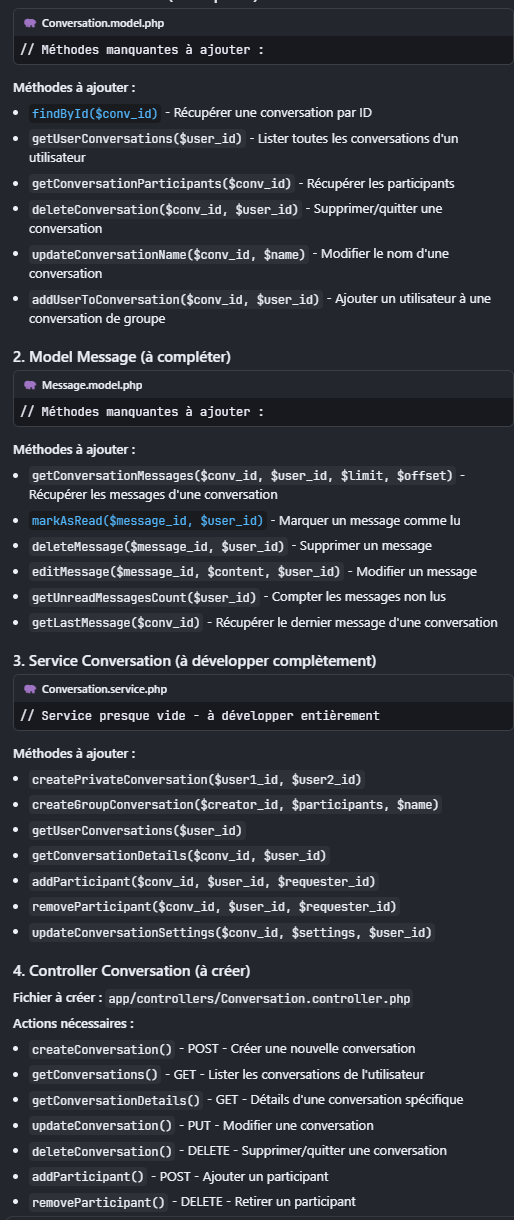 Conversation.model.php
// Méthodes manquantes à ajouter :
Méthodes à ajouter :
findById($conv_id) - Récupérer une conversation par ID
getUserConversations($user_id) - Lister toutes les conversations d'un
utilisateur
getConversationParticipants($conv_id) - Récupérer les participants
deleteConversation($conv_id, $user_id) - Supprimer/quitter une
conversation
updateConversationName($conv_id, $name) - Modifier le nom d'une
conversation
addUserToConversation($conv_id, $user_id) - Ajouter un utilisateur à une
conversation de groupe
2. Model Message (à compléter)
Message.model.php
// Méthodes manquantes à ajouter :
Méthodes à ajouter :
getConversationMessages($conv_id, $user_id, $limit, $offset) -
Récupérer les messages d'une conversation
markAsRead($message_id, $user_id) - Marquer un message comme lu
deleteMessage($message_id, $user_id) - Supprimer un message
editMessage($message_id, $content, $user_id) - Modifier un message
getUnreadMessagesCount($user_id) - Compter les messages non lus
getLastMessage($conv_id) - Récupérer le dernier message d'une conversation
3. Service Conversation (à développer complètement)
Conversation.service.php
// Service presque vide - à développer entièrement
Méthodes à ajouter :
createPrivateConversation($user1_id, $user2_id)
createGroupConversation($creator_id, $participants, $name)
getUserConversations($user_id)
getConversationDetails($conv_id, $user_id)
addParticipant($conv_id, $user_id, $requester_id)
removeParticipant($conv_id, $user_id, $requester_id)
updateConversationSettings($conv_id, $settings, $user_id)
4. Controller Conversation (à créer)
Fichier à créer : app/controllers/Conversation.controller.php
Actions nécessaires :
createConversation() - POST - Créer une nouvelle conversation
getConversations() - GET - Lister les conversations de l'utilisateur
getConversationDetails() - GET - Détails d'une conversation spécifique
updateConversation() - PUT - Modifier une conversation
deleteConversation() - DELETE - Supprimer/quitter une conversation
addParticipant() - POST - Ajouter un participant
removeParticipant() - DELETE - Retirer un participant